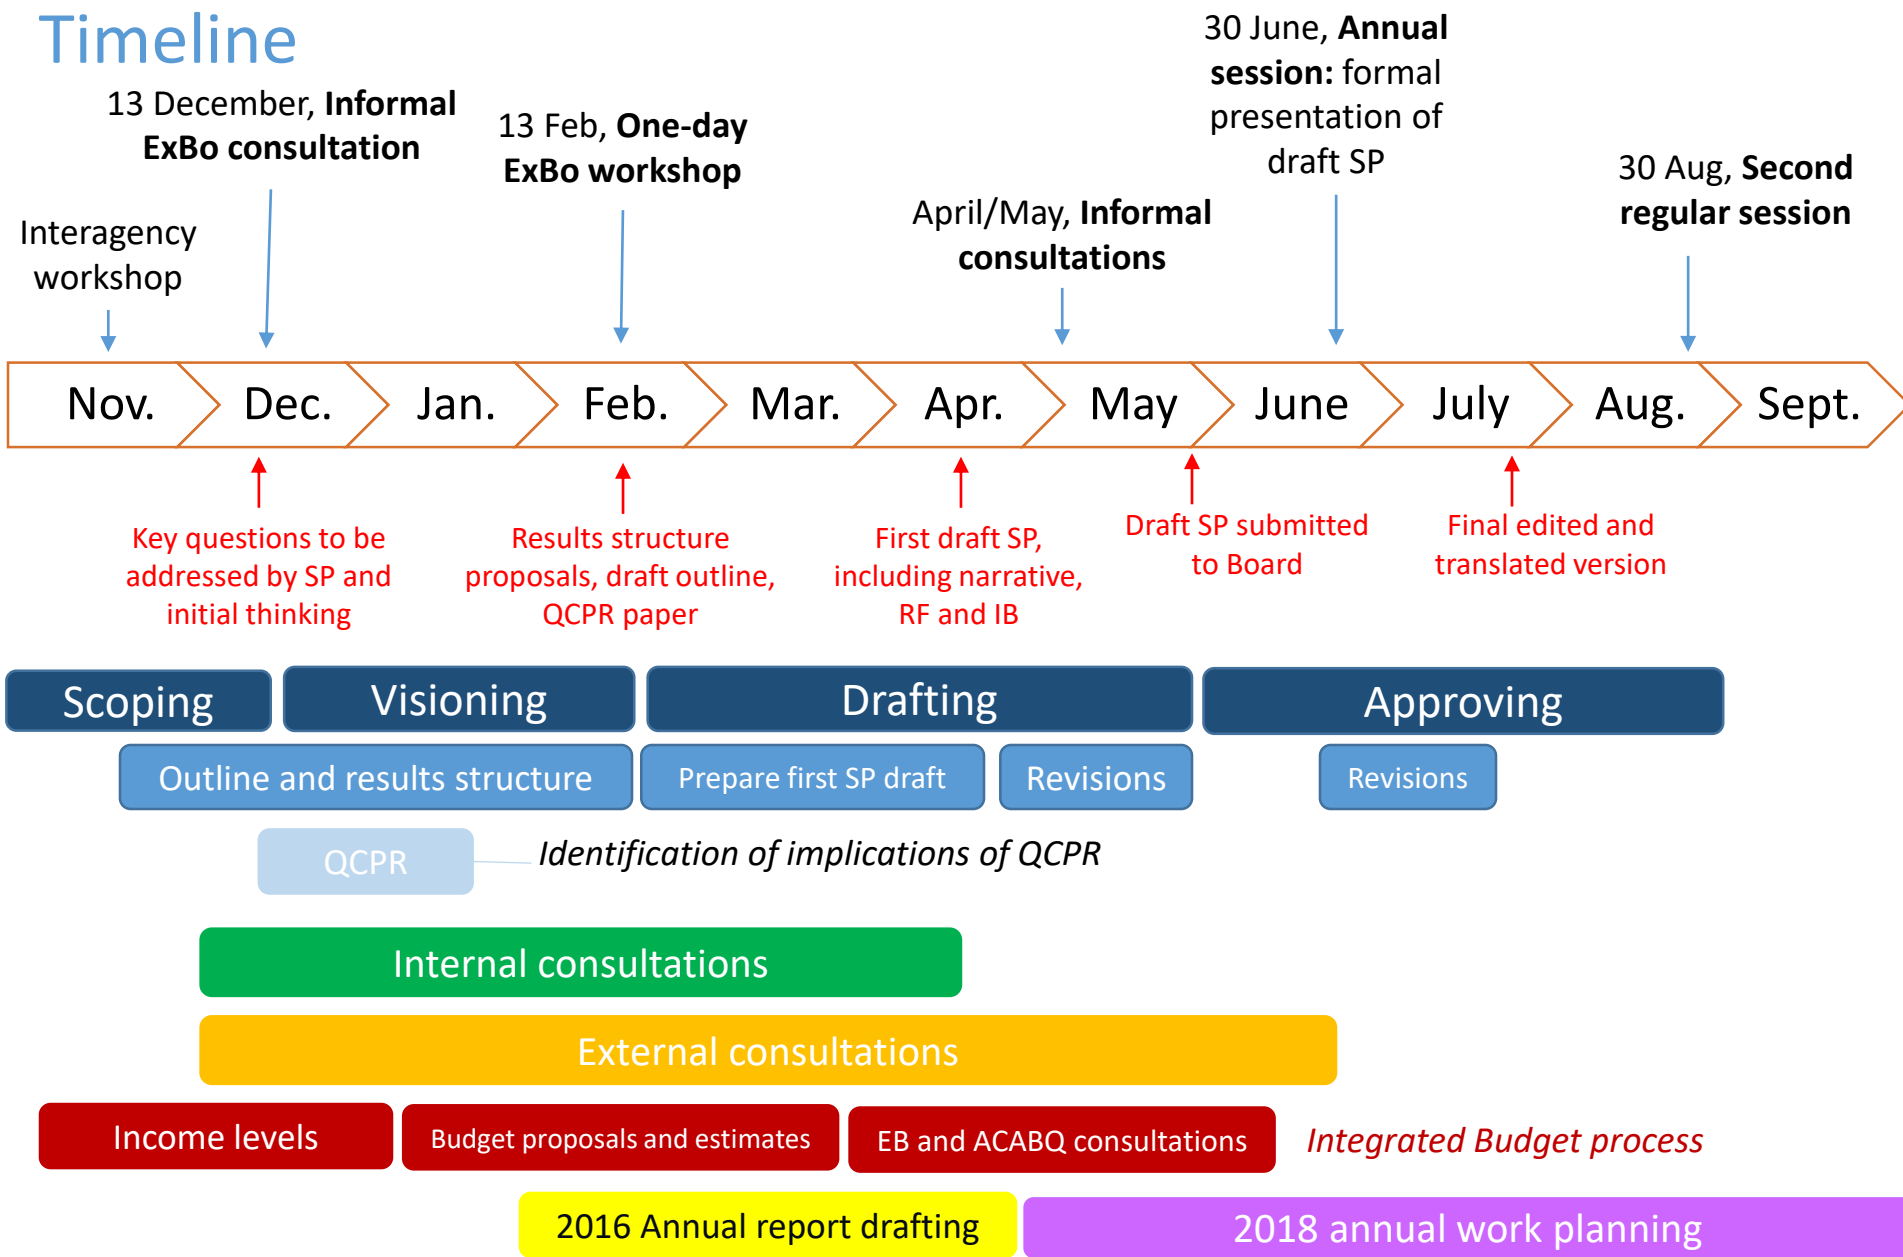 Timeline
13 December, Informal
ExBo consultation
13 Feb, One-day
ExBo workshop
30 June, Annual
session: formal
presentation of
draft SP
Interagency
workshop
April/May, Informal
consultations
30 Aug, Second
regular session
Nov.
Dec.
Jan.
Feb.
Mar.
Apr.
May
June
July
Aug.
Sept.
Key questions to be
addressed by SP and
initial thinking
Results structure
proposals, draft outline,
QCPR paper
First draft SP,
including narrative,
RF and IB
Draft SP submitted
to Board
Final edited and
translated version
Scoping
Visioning
Drafting
Approving
Outline and results structure
Prepare first SP draft
Revisions
Revisions
QCPR
Identification of implications of QCPR
Internal consultations
External consultations
Income levels
Budget proposals and estimates
EB and ACABQ consultations
Integrated Budget process
2016 Annual report drafting
2018 annual work planning